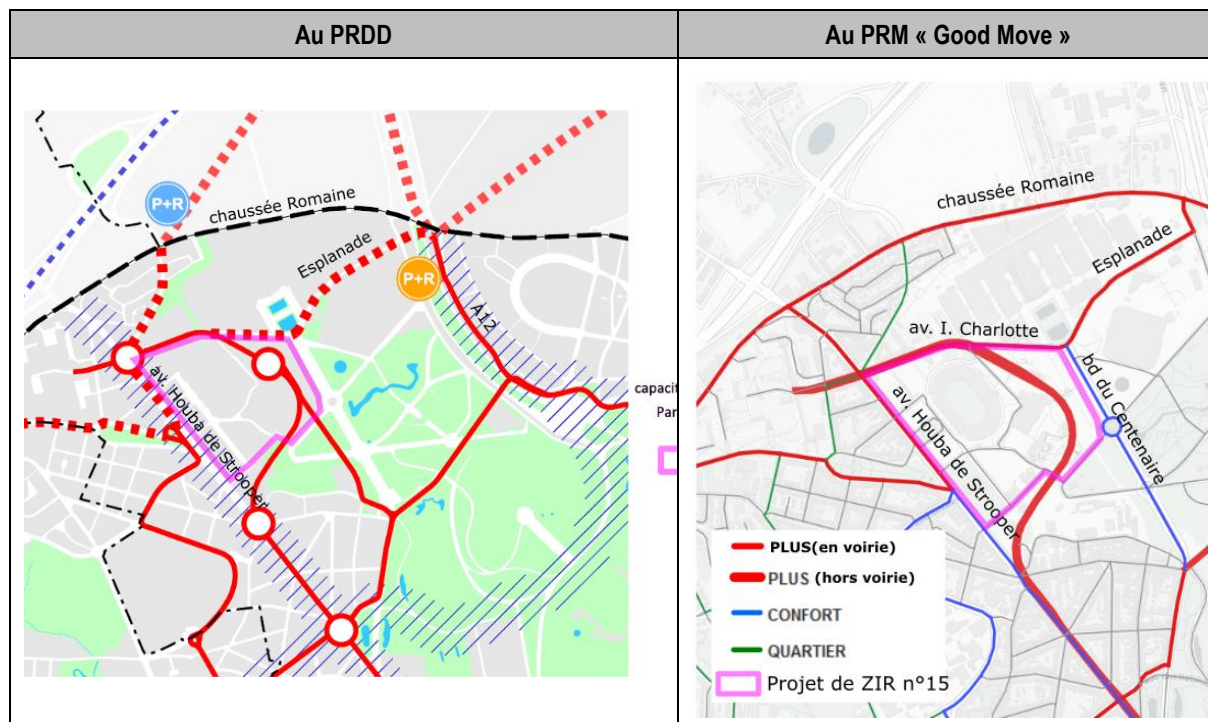 Au PRDD
Au PRM « Good Move »
P+R
chaussée Romaine
Esplanade
P+R
A12
av. Houba de Strooper
capacit
Par
chaussée Romaine
Esplanade
av. I. Charlotte
bd du Centenaire
av. Houba de Strooper
PLUS(en voirie)
PLUS (hors voirie)
CONFORT
QUARTIER
Projet de ZIR n°15